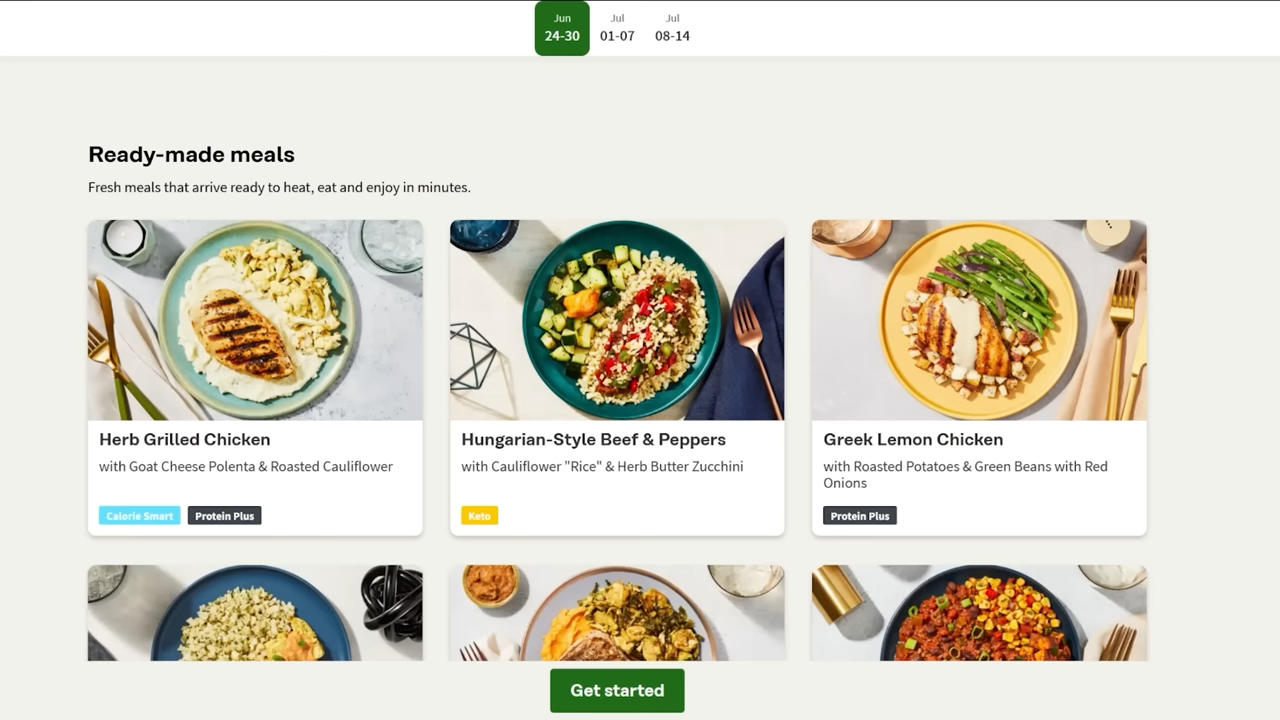 Jun
24-30
Jul
01-07
Jul
08-14
Ready-made meals
Fresh meals that arrive ready to heat, eat and enjoy in minutes.
Herb Grilled Chicken
with Goat Cheese Polenta & Roasted Cauliflower
Calorie Smart
Protein Plus
Hungarian-Style Beef & Peppers
with Cauliflower "Rice" & Herb Butter Zucchini
Keto
Greek Lemon Chicken
with Roasted Potatoes & Green Beans with Red
Onions
Protein Plus
Get started